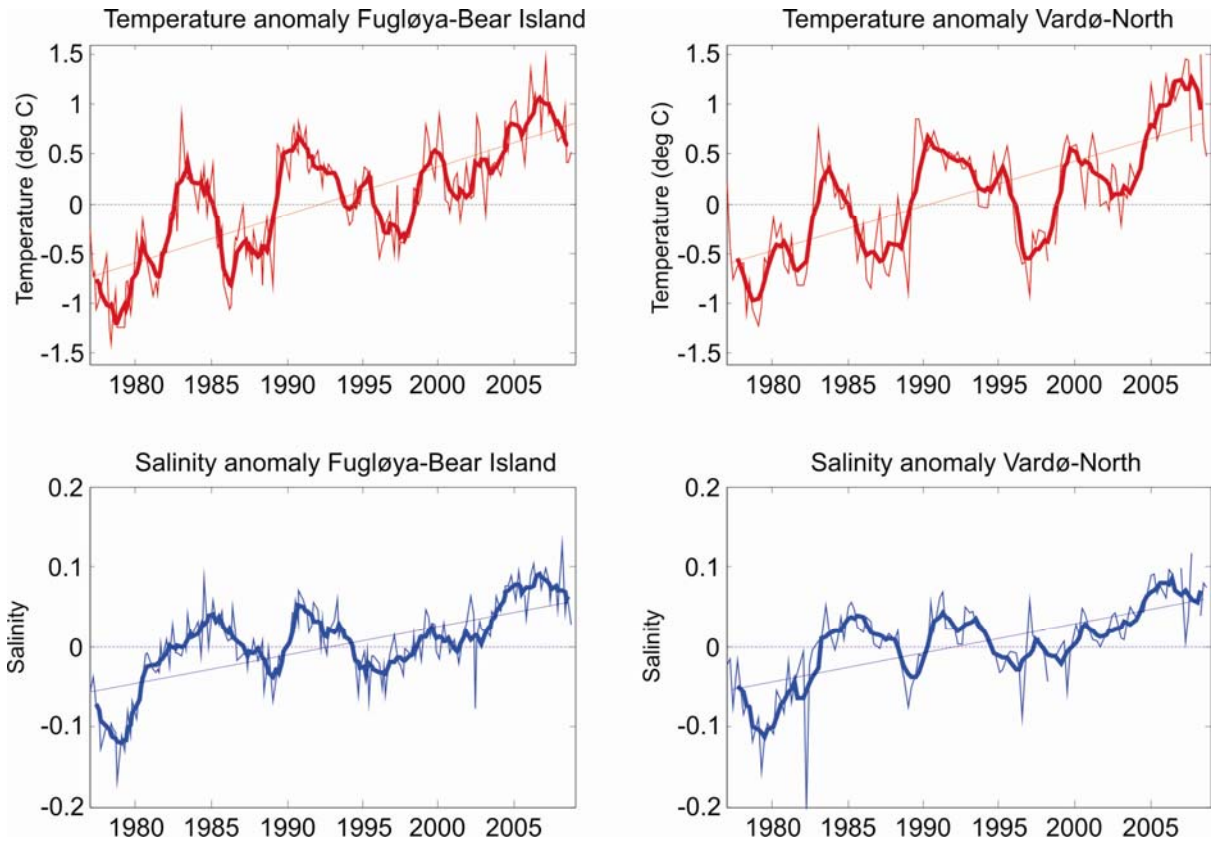 Temperature anomaly Fugløya-Bear Island
Temperature (deg C)
1.5
1
0.5
0
-0.5
-1
-1.5
1980 1985 1990 1995 2000 2005
Temperature anomaly Vardø-North
Temperature (deg C)
1.5
1
0.5
0
-0.5
-1
-1.5
1980 1985 1990 1995 2000 2005
Salinity anomaly Fugløya-Bear Island
Salinity
0.2
0.1
0
-0.1
-0.2
1980 1985 1990 1995 2000 2005
Salinity anomaly Vardø-North
Salinity
0.2
0.1
0
-0.1
-0.2
1980 1985 1990 1995 2000 2005